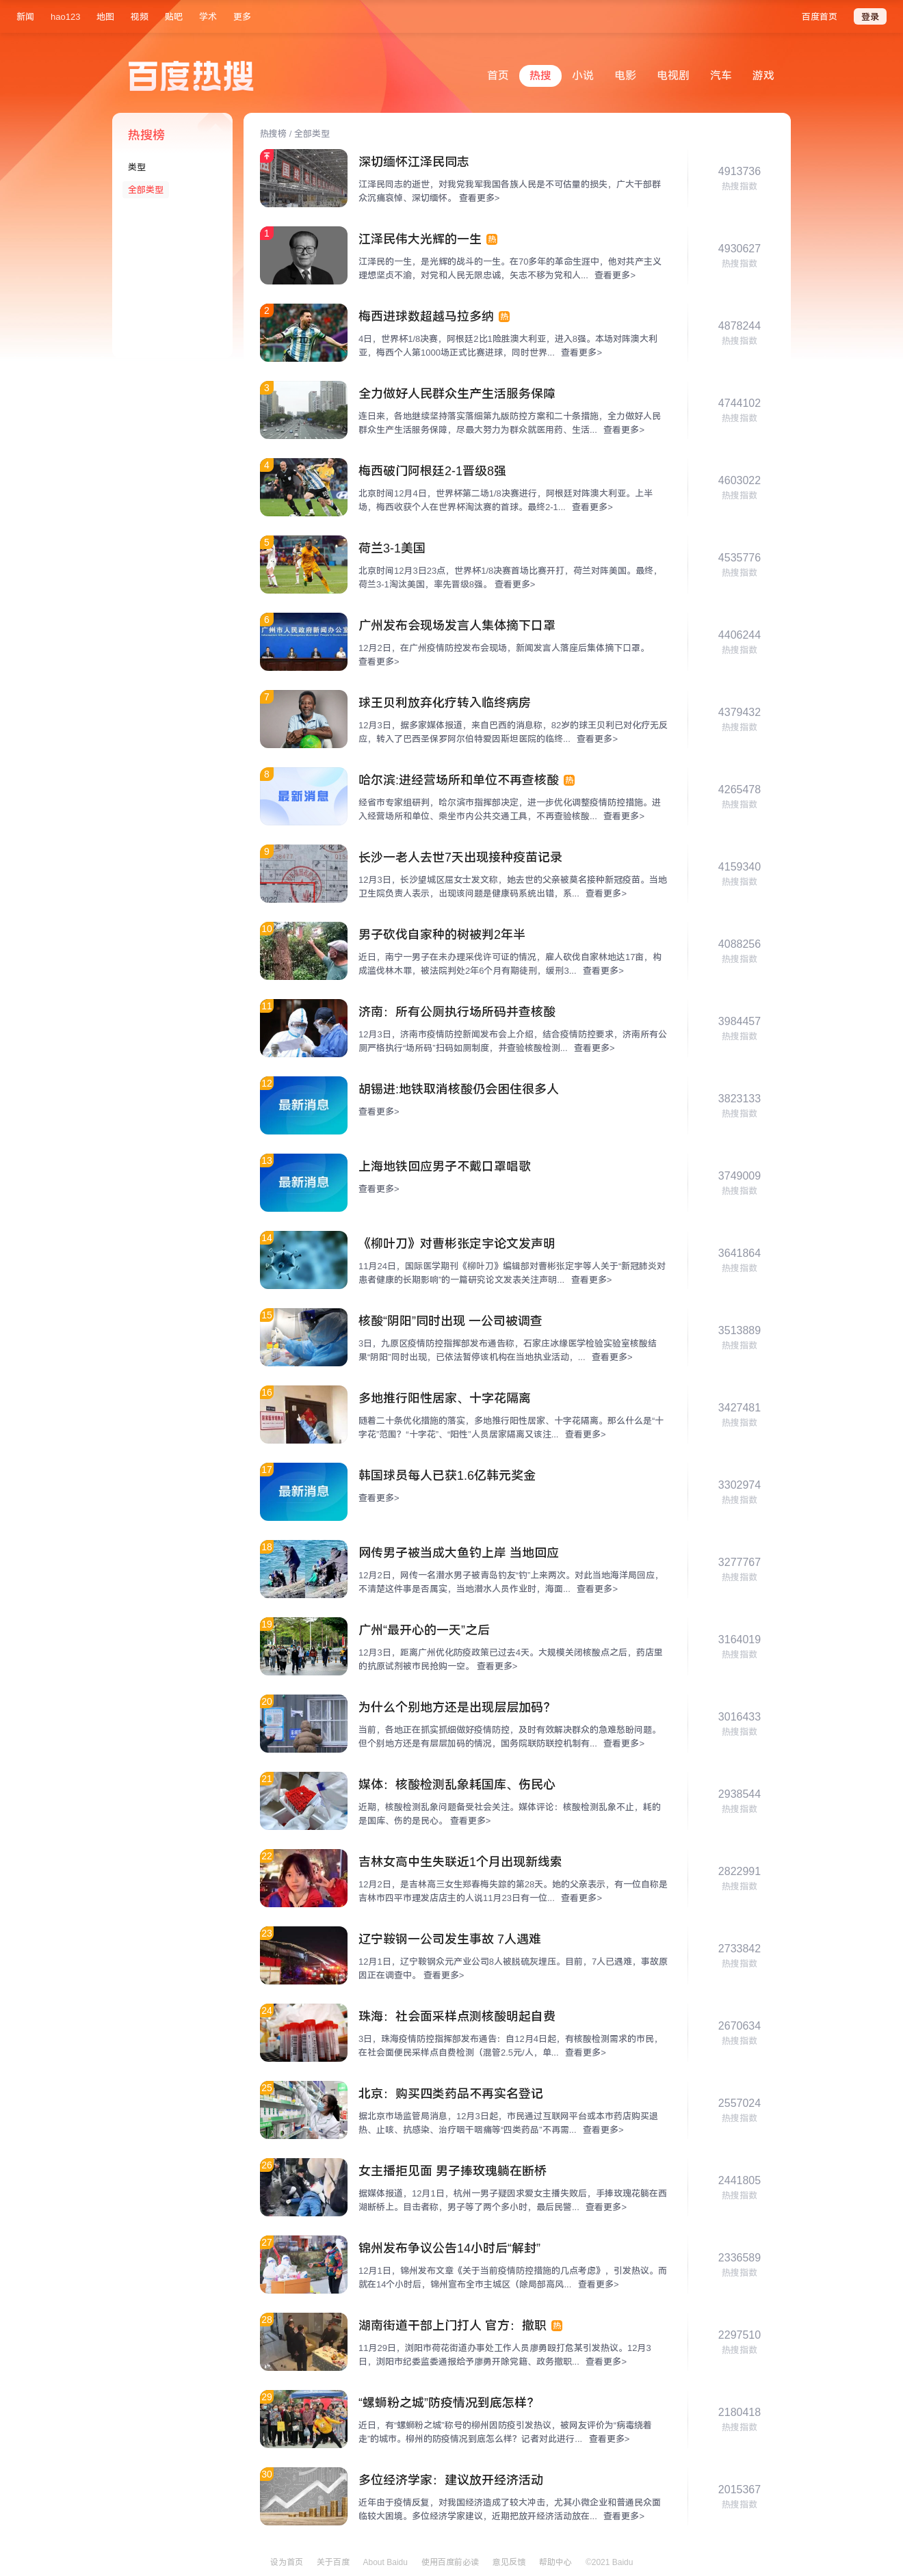 新闻 hao123 地图 视频 贴吧 学术 更多 百度首页 登录
百度热搜
首页 热搜 小说 电影 电视剧 汽车 游戏
热搜榜
类型
全部类型
热搜榜 / 全部类型
深切缅怀江泽民同志
江泽民同志的逝世，对我党我军我国各族人民是不可估量的损失，广大干部群
众沉痛哀悼、深切缅怀。 查看更多>
4913736
热搜指数
1
江泽民伟大光辉的一生 热
江泽民的一生，是光辉的战斗的一生。在70多年的革命生涯中，他对共产主义
理想坚贞不渝，对党和人民无限忠诚，矢志不移为党和人... 查看更多>
4930627
热搜指数
2
梅西进球数超越马拉多纳 热
4日，世界杯1/8决赛，阿根廷2比1险胜澳大利亚，进入8强。本场对阵澳大利
亚，梅西个人第1000场正式比赛进球，同时世界... 查看更多>
4878244
热搜指数
3
全力做好人民群众生产生活服务保障
连日来，各地继续坚持落实落细第九版防控方案和二十条措施，全力做好人民
群众生产生活服务保障，尽最大努力为群众就医用药、生活... 查看更多>
4744102
热搜指数
4
梅西破门阿根廷2-1晋级8强
北京时间12月4日，世界杯第二场1/8决赛进行，阿根廷对阵澳大利亚。上半
场，梅西收获个人在世界杯淘汰赛的首球。最终2-1... 查看更多>
4603022
热搜指数
5
荷兰3-1美国
北京时间12月3日23点，世界杯1/8决赛首场比赛开打，荷兰对阵美国。最终，
荷兰3-1淘汰美国，率先晋级8强。 查看更多>
4535776
热搜指数
6
广州市人民政府新闻办公室
广州发布会现场发言人集体摘下口罩
12月2日，在广州疫情防控发布会现场，新闻发言人落座后集体摘下口罩。
查看更多>
4406244
热搜指数
7
球王贝利放弃化疗转入临终病房
12月3日，据多家媒体报道，来自巴西的消息称，82岁的球王贝利已对化疗无反
应，转入了巴西圣保罗阿尔伯特爱因斯坦医院的临终... 查看更多>
4379432
热搜指数
8
最新消息
哈尔滨:进经营场所和单位不再查核酸 热
经省市专家组研判，哈尔滨市指挥部决定，进一步优化调整疫情防控措施。进
入经营场所和单位、乘坐市内公共交通工具，不再查验核酸... 查看更多>
4265478
热搜指数
9
长沙一老人去世7天出现接种疫苗记录
12月3日，长沙望城区屈女士发文称，她去世的父亲被莫名接种新冠疫苗。当地
卫生院负责人表示，出现该问题是健康码系统出错，系... 查看更多>
4159340
热搜指数
10
男子砍伐自家种的树被判2年半
近日，南宁一男子在未办理采伐许可证的情况，雇人砍伐自家林地达17亩，构
成滥伐林木罪，被法院判处2年6个月有期徒刑，缓刑3... 查看更多>
4088256
热搜指数
11
济南：所有公厕执行场所码并查核酸
12月3日，济南市疫情防控新闻发布会上介绍，结合疫情防控要求，济南所有公
厕严格执行“场所码”扫码如厕制度，并查验核酸检测... 查看更多>
3984457
热搜指数
12
最新消息
胡锡进:地铁取消核酸仍会困住很多人
查看更多>
3823133
热搜指数
13
最新消息
上海地铁回应男子不戴口罩唱歌
查看更多>
3749009
热搜指数
14
《柳叶刀》对曹彬张定宇论文发声明
11月24日，国际医学期刊《柳叶刀》编辑部对曹彬张定宇等人关于“新冠肺炎对
患者健康的长期影响”的一篇研究论文发表关注声明... 查看更多>
3641864
热搜指数
15
核酸“阴阳”同时出现 一公司被调查
3日，九原区疫情防控指挥部发布通告称，石家庄冰缘医学检验实验室核酸结
果“阴阳”同时出现，已依法暂停该机构在当地执业活动，... 查看更多>
3513889
热搜指数
16
多地推行阳性居家、十字花隔离
随着二十条优化措施的落实，多地推行阳性居家、十字花隔离。那么什么是“十
字花”范围？“十字花”、“阳性”人员居家隔离又该注... 查看更多>
3427481
热搜指数
17
最新消息
韩国球员每人已获1.6亿韩元奖金
查看更多>
3302974
热搜指数
18
网传男子被当成大鱼钓上岸 当地回应
12月2日，网传一名潜水男子被青岛钓友“钓”上来两次。对此当地海洋局回应，
不清楚这件事是否属实，当地潜水人员作业时，海面... 查看更多>
3277767
热搜指数
19
广州“最开心的一天”之后
12月3日，距离广州优化防疫政策已过去4天。大规模关闭核酸点之后，药店里
的抗原试剂被市民抢购一空。 查看更多>
3164019
热搜指数
20
为什么个别地方还是出现层层加码？
当前，各地正在抓实抓细做好疫情防控，及时有效解决群众的急难愁盼问题。
但个别地方还是有层层加码的情况，国务院联防联控机制有... 查看更多>
3016433
热搜指数
21
媒体：核酸检测乱象耗国库、伤民心
近期，核酸检测乱象问题备受社会关注。媒体评论：核酸检测乱象不止，耗的
是国库、伤的是民心。 查看更多>
2938544
热搜指数
22
吉林女高中生失联近1个月出现新线索
12月2日，是吉林高三女生郑春梅失踪的第28天。她的父亲表示，有一位自称是
吉林市四平市理发店店主的人说11月23日有一位... 查看更多>
2822991
热搜指数
23
辽宁鞍钢一公司发生事故 7人遇难
12月1日，辽宁鞍钢众元产业公司8人被脱硫灰埋压。目前，7人已遇难，事故原
因正在调查中。 查看更多>
2733842
热搜指数
24
珠海：社会面采样点测核酸明起自费
3日，珠海疫情防控指挥部发布通告：自12月4日起，有核酸检测需求的市民，
在社会面便民采样点自费检测（混管2.5元/人，单... 查看更多>
2670634
热搜指数
25
北京：购买四类药品不再实名登记
据北京市场监管局消息，12月3日起，市民通过互联网平台或本市药店购买退
热、止咳、抗感染、治疗咽干咽痛等“四类药品”不再需... 查看更多>
2557024
热搜指数
26
女主播拒见面 男子捧玫瑰躺在断桥
据媒体报道，12月1日，杭州一男子疑因求爱女主播失败后，手捧玫瑰花躺在西
湖断桥上。目击者称，男子等了两个多小时，最后民警... 查看更多>
2441805
热搜指数
27
锦州发布争议公告14小时后“解封”
12月1日，锦州发布文章《关于当前疫情防控措施的几点考虑》，引发热议。而
就在14个小时后，锦州宣布全市主城区（除局部高风... 查看更多>
2336589
热搜指数
28
湖南街道干部上门打人 官方：撤职 热
11月29日，浏阳市荷花街道办事处工作人员廖勇殴打危某引发热议。12月3
日，浏阳市纪委监委通报给予廖勇开除党籍、政务撤职... 查看更多>
2297510
热搜指数
29
“螺蛳粉之城”防疫情况到底怎样？
近日，有“螺蛳粉之城”称号的柳州因防疫引发热议，被网友评价为“病毒绕着
走”的城市。柳州的防疫情况到底怎么样？记者对此进行... 查看更多>
2180418
热搜指数
30
多位经济学家：建议放开经济活动
近年由于疫情反复，对我国经济造成了较大冲击，尤其小微企业和普通民众面
临较大困境。多位经济学家建议，近期把放开经济活动放在... 查看更多>
2015367
热搜指数
设为首页 关于百度 About Baidu 使用百度前必读 意见反馈 帮助中心 ©2021 Baidu